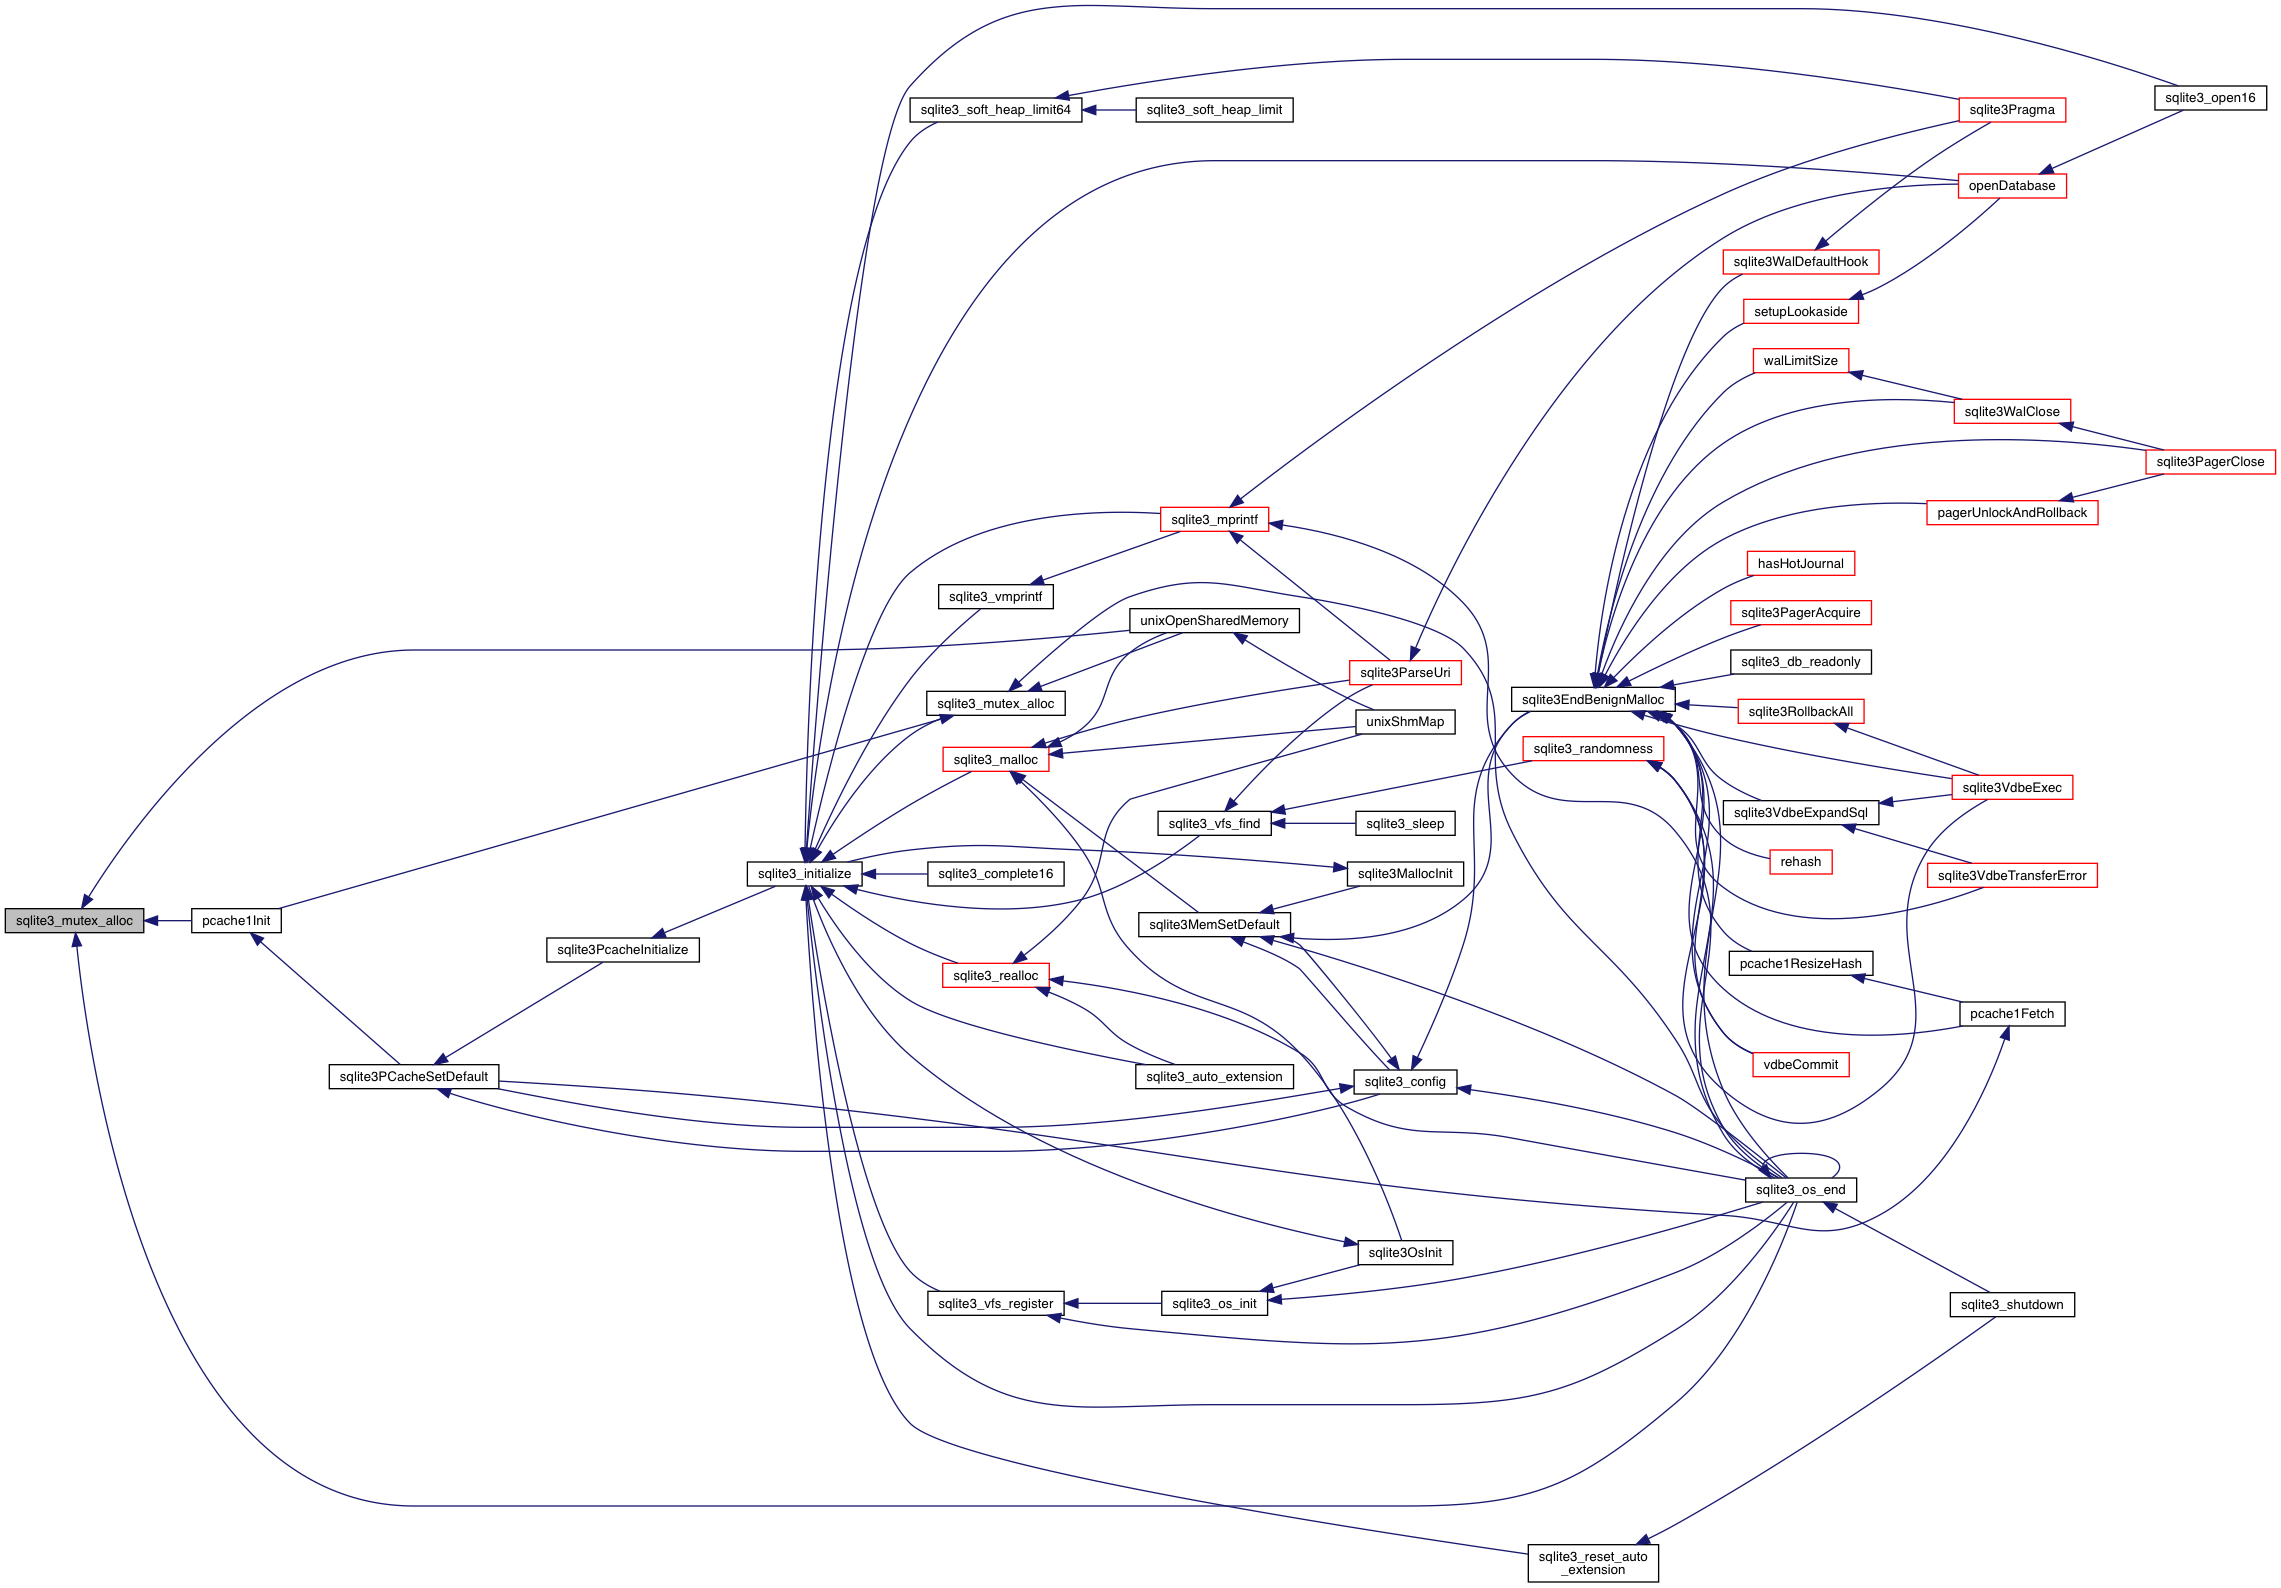 sqlite3_open16
sqlite3_soft_heap_limit64
sqlite3_soft_heap_limit
sqlite3Pragma
openDatabase
sqlite3WalDefaultHook
setupLookaside
walLimitSize
sqlite3WalClose
sqlite3PagerClose
sqlite3_mprintf
pagerUnlockAndRollback
hasHotJournal
sqlite3_vmprintf
unixOpenSharedMemory
sqlite3PagerAcquire
sqlite3_db_readonly
sqlite3ParseUri
sqlite3_mutex_alloc
sqlite3EndBenignMalloc
sqlite3RollbackAll
unixShmMap
sqlite3_randomness
sqlite3_malloc
sqlite3VdbeExec
sqlite3VdbeExpandSql
sqlite3_vfs_find
sqlite3_sleep
rehash
sqlite3_initialize
sqlite3_complete16
sqlite3MallocInit
sqlite3VdbeTransferError
sqlite3_mutex_alloc
pcache1Init
sqlite3MemSetDefault
sqlite3PcacheInitialize
pcache1ResizeHash
sqlite3_realloc
pcache1Fetch
vdbeCommit
sqlite3PCacheSetDefault
sqlite3_auto_extension
sqlite3_config
sqlite3_os_end
sqlite3OsInit
sqlite3_vfs_register
sqlite3_os_init
sqlite3_shutdown
sqlite3_reset_auto
_extension